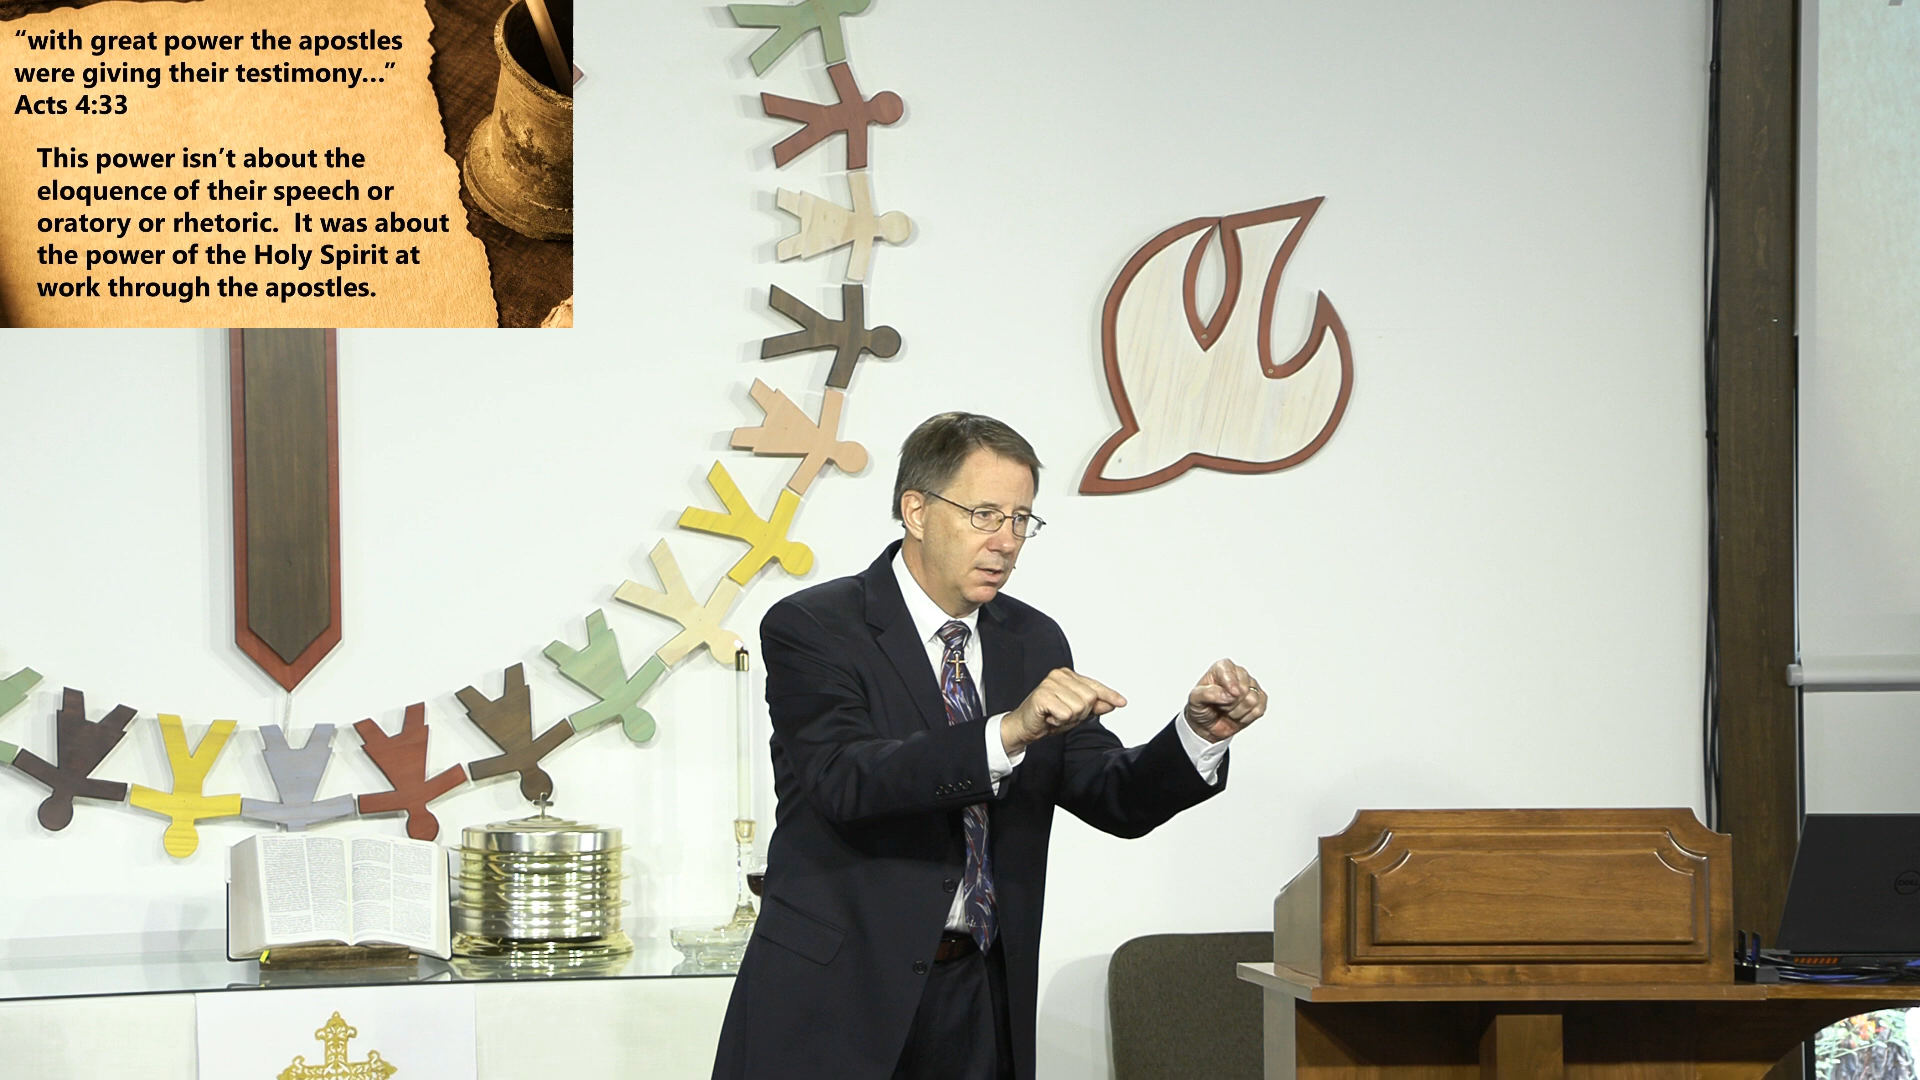 “with great power the apostles
were giving their testimony...”
Acts 4:33
This power isn’t about the
eloquence of their speech or
oratory or rhetoric.  It was about
the power of the Holy Spirit at
work through the apostles.
DELL